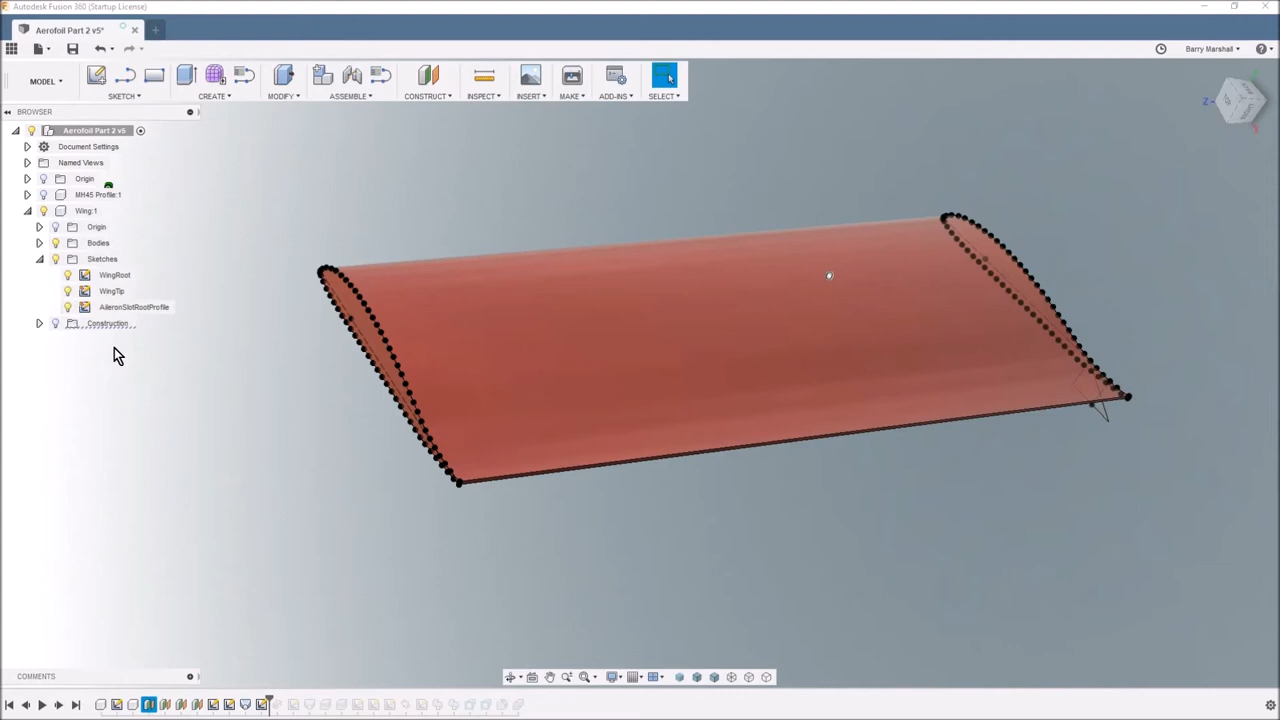 Autodesk Fusion 360 (Startup License)
Aerofoil Part 2 v5*
Barry Marshall
MODEL
SKETCH CREATE MODIFY ASSEMBLE CONSTRUCT INSPECT INSERT MAKE ADD-INS SELECT
BROWSER
Aerofoil Part 2 v5
Document Settings
Named Views
Origin
MH45 Profile:1
Wing:1
Origin
Bodies
Sketches
WingRoot
WingTip
AileronSlotRootProfile
Construction
Z
COMMENTS